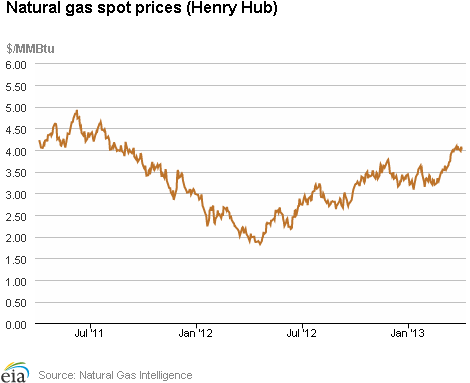 Natural gas spot prices (Henry Hub)
$/MMBtu
6.00
5.50
5.00
4.50
4.00
3.50
3.00
2.50
2.00
1.50
1.00
0.50
0.00
Jul '11
Jan '12
Jul '12
Jan '13
eia
Source: Natural Gas Intelligence